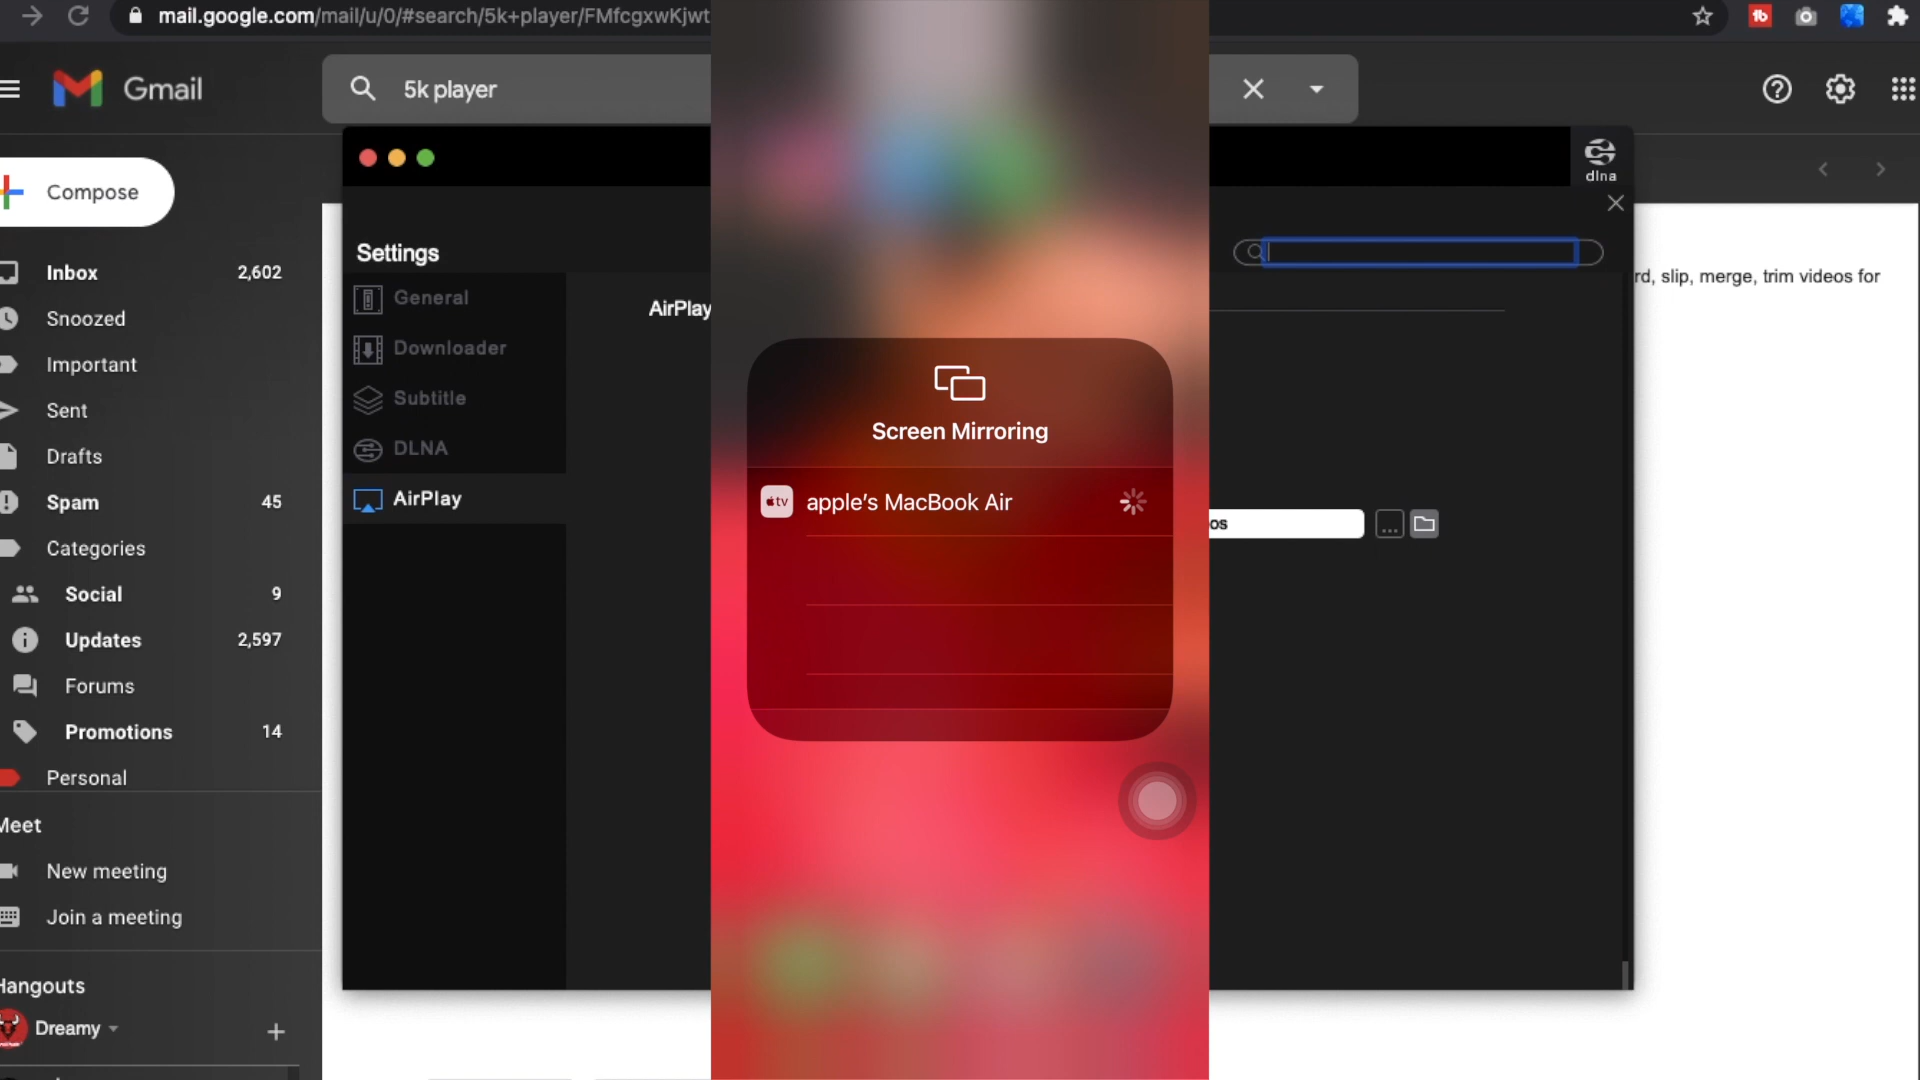 mail.google.com/mail/u/0/#search/5k+player/FMfcgxwKjwt
Gmail
5k player
Compose
Inbox 2,602
Snoozed
Important
Sent
Drafts
Spam 45
Categories
Social 9
Updates 2,597
Forums
Promotions 14
Personal
Meet
New meeting
Join a meeting
Hangouts
Dreamy
dlna
Settings
General
Downloader
Subtitle
DLNA
AirPlay
AirPlay
os
...
rd, slip, merge, trim videos for
Screen Mirroring
tv
apple's MacBook Air